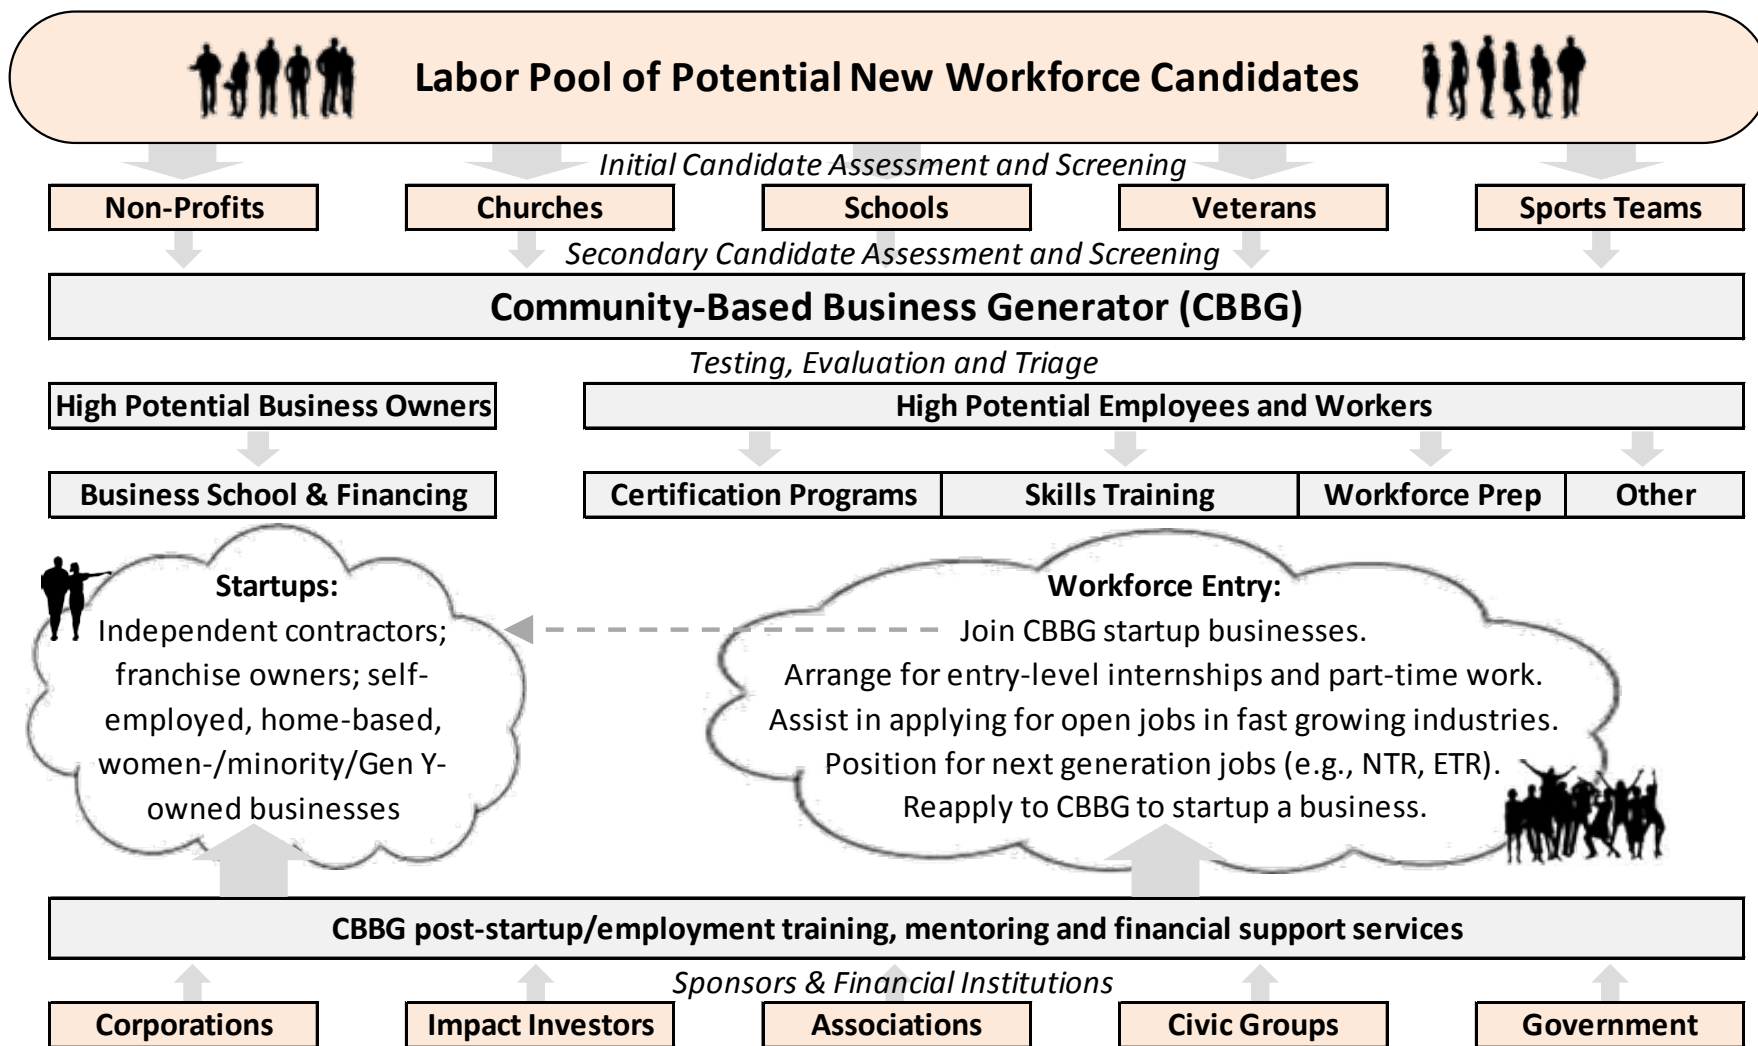 Labor Pool of Potential New Workforce Candidates
Initial Candidate Assessment and Screening
Non-Profits
Churches
Schools
Veterans
Sports Teams
Secondary Candidate Assessment and Screening
Community-Based Business Generator (CBBG)
Testing, Evaluation and Triage
High Potential Business Owners
High Potential Employees and Workers
Business School & Financing
Certification Programs
Skills Training
Workforce Prep
Other
Startups:
Independent contractors;
franchise owners; self-
employed, home-based,
women-/minority/Gen Y-
owned businesses
Workforce Entry:
Join CBBG startup businesses.
Arrange for entry-level internships and part-time work.
Assist in applying for open jobs in fast growing industries.
Position for next generation jobs (e.g., NTR, ETR).
Reapply to CBBG to startup a business.
CBBG post-startup/employment training, mentoring and financial support services
Sponsors & Financial Institutions
Corporations
Impact Investors
Associations
Civic Groups
Government